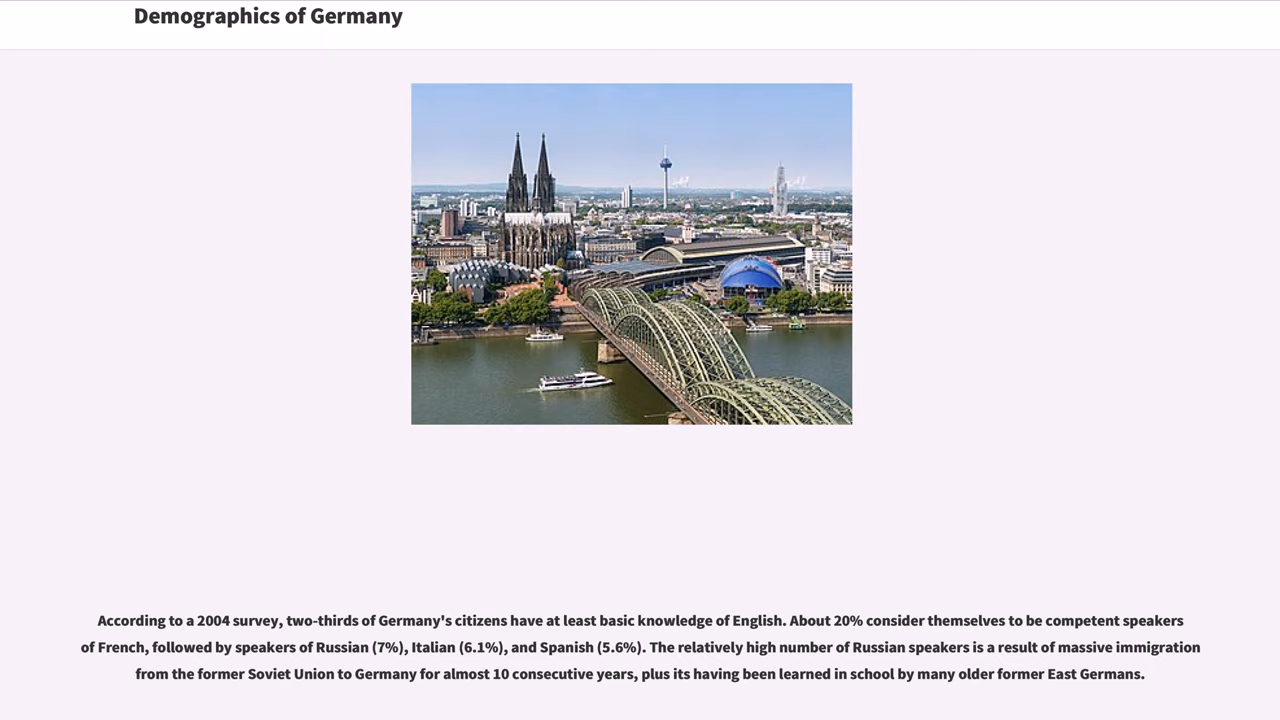 Demographics of Germany
According to a 2004 survey, two-thirds of Germany's citizens have at least basic knowledge of English. About 20% consider themselves to be competent speakers
of French, followed by speakers of Russian (7%), Italian (6.1%), and Spanish (5.6%). The relatively high number of Russian speakers is a result of massive immigration
from the former Soviet Union to Germany for almost 10 consecutive years, plus its having been learned in school by many older former East Germans.